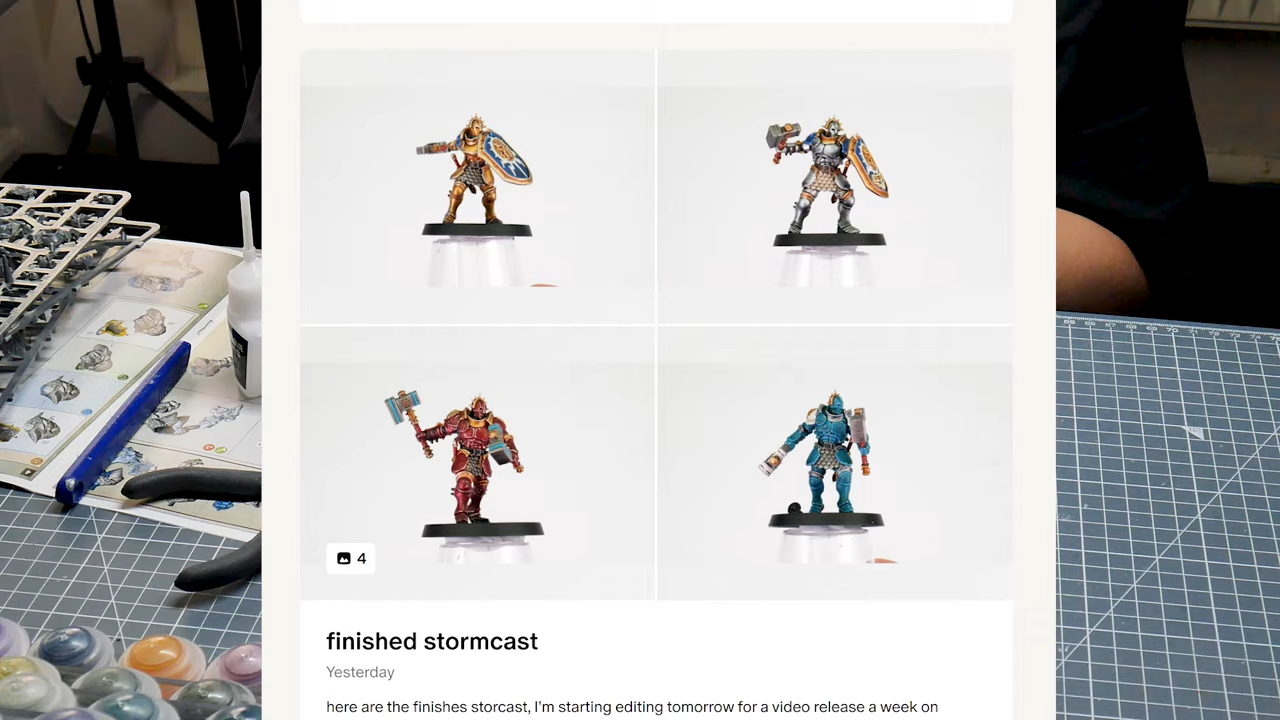 4
finished stormcast
Yesterday
here are the finishes storcast, I'm starting editing tomorrow for a video release a week on